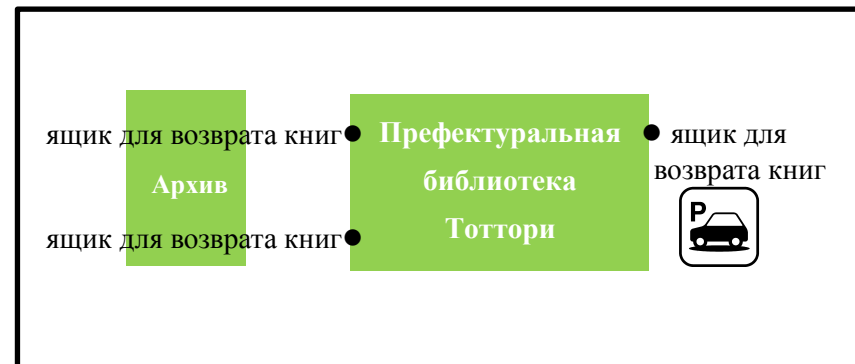 ящик для возврата книг
Архив
ящик для возврата книг
Префектуральная
библиотека
Тоттори
ящик для
возврата книг
P